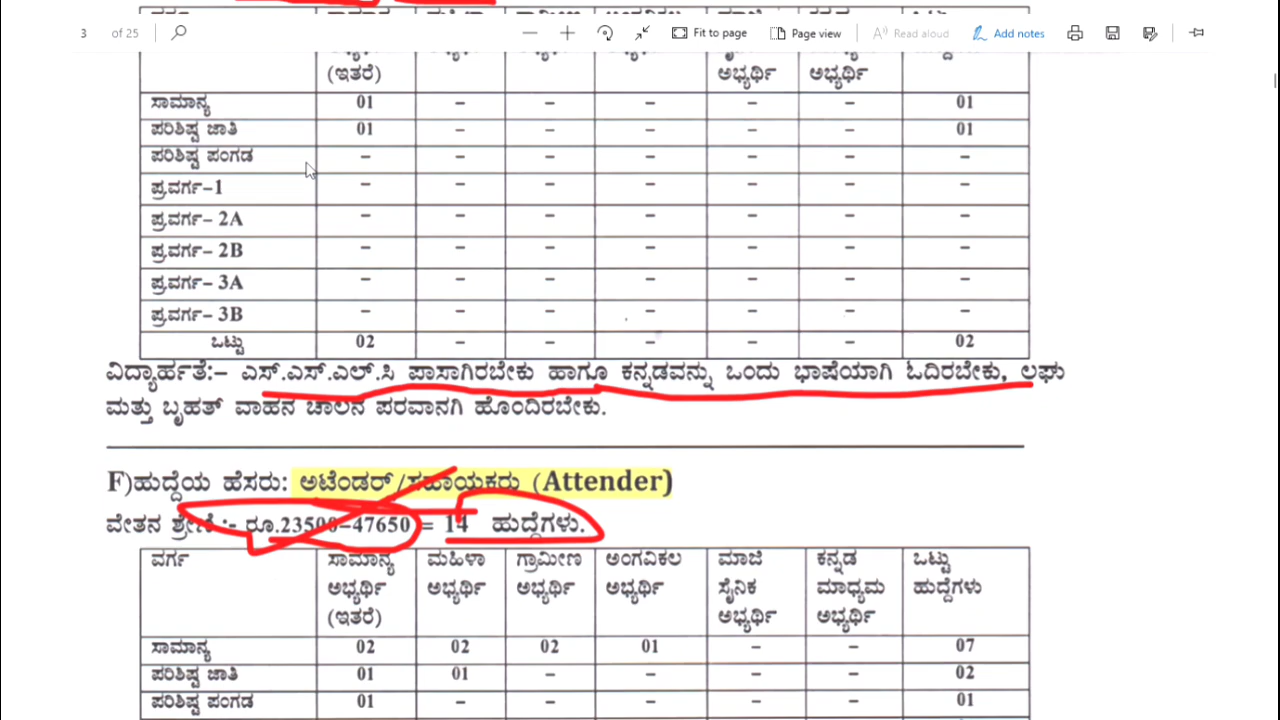 3 of 25 Fit to page Page view Read aloud Add notes
(ಇತರೆ) ಅಭ್ಯರ್ಥಿ ಅಭ್ಯರ್ಥಿ
ಸಾಮಾನ್ಯ 01 – – – – – 01
ಪರಿಶಿಷ್ಟ ಜಾತಿ 01 – – – – – 01
ಪರಿಶಿಷ್ಟ ಪಂಗಡ – – – – – – –
ಪ್ರವರ್ಗ-1 – – – – – – –
ಪ್ರವರ್ಗ- 2A – – – – – – –
ಪ್ರವರ್ಗ- 2B – – – – – – –
ಪ್ರವರ್ಗ- 3A – – – – – – –
ಪ್ರವರ್ಗ- 3B – – – – – – –
ಒಟ್ಟು 02 – – – – – 02
ವಿದ್ಯಾರ್ಹತೆ:- ಎಸ್.ಎಸ್.ಎಲ್.ಸಿ ಪಾಸಾಗಿರಬೇಕು ಹಾಗೂ ಕನ್ನಡವನ್ನು ಒಂದು ಭಾಷೆಯಾಗಿ ಓದಿರಬೇಕು, ಲಘು
ಮತ್ತು ಬೃಹತ್ ವಾಹನ ಚಾಲನ ಪರವಾನಗಿ ಹೊಂದಿರಬೇಕು.
F)ಹುದ್ದೆಯ ಹೆಸರು: ಅಟೆಂಡರ್/ಸಹಾಯಕರು (Attender)
ವೇತನ ಶ್ರೇಣಿ :- ರೂ.23500-47650 = 14 ಹುದ್ದೆಗಳು.
ವರ್ಗ ಸಾಮಾನ್ಯ ಮಹಿಳಾ ಗ್ರಾಮೀಣ ಅಂಗವಿಕಲ ಮಾಜಿ ಕನ್ನಡ ಒಟ್ಟು
ಅಭ್ಯರ್ಥಿ ಅಭ್ಯರ್ಥಿ ಅಭ್ಯರ್ಥಿ ಅಭ್ಯರ್ಥಿ ಸೈನಿಕ ಮಾಧ್ಯಮ ಹುದ್ದೆಗಳು
(ಇತರೆ) ಅಭ್ಯರ್ಥಿ ಅಭ್ಯರ್ಥಿ
ಸಾಮಾನ್ಯ 02 02 02 01 – – 07
ಪರಿಶಿಷ್ಟ ಜಾತಿ 01 01 – – – – 02
ಪರಿಶಿಷ್ಟ ಪಂಗಡ 01 – – – – – 01